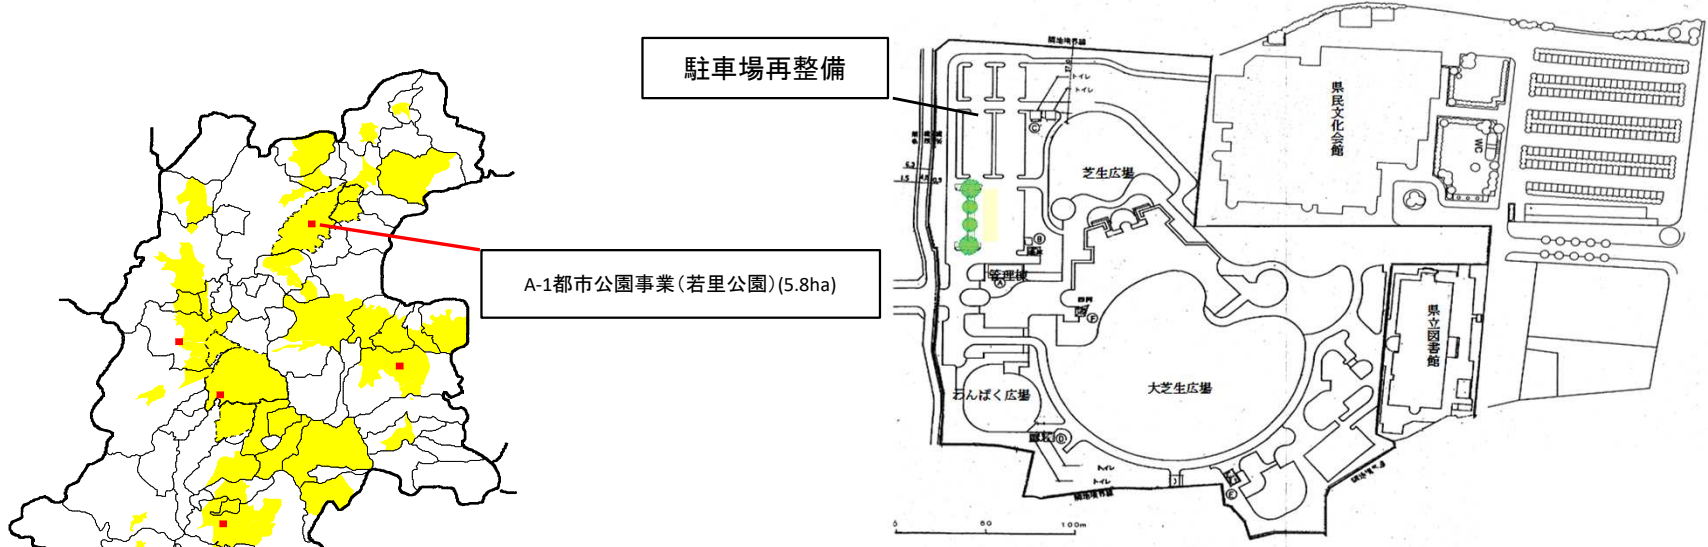 駐車場再整備
A-1都市公園事業(若里公園)(5.8ha)
トイレ
トイレ
県民文化会館
WC
芝生広場
管理棟
県立図書館
大芝生広場
わんぱく広場
トイレ
トイレ
100m